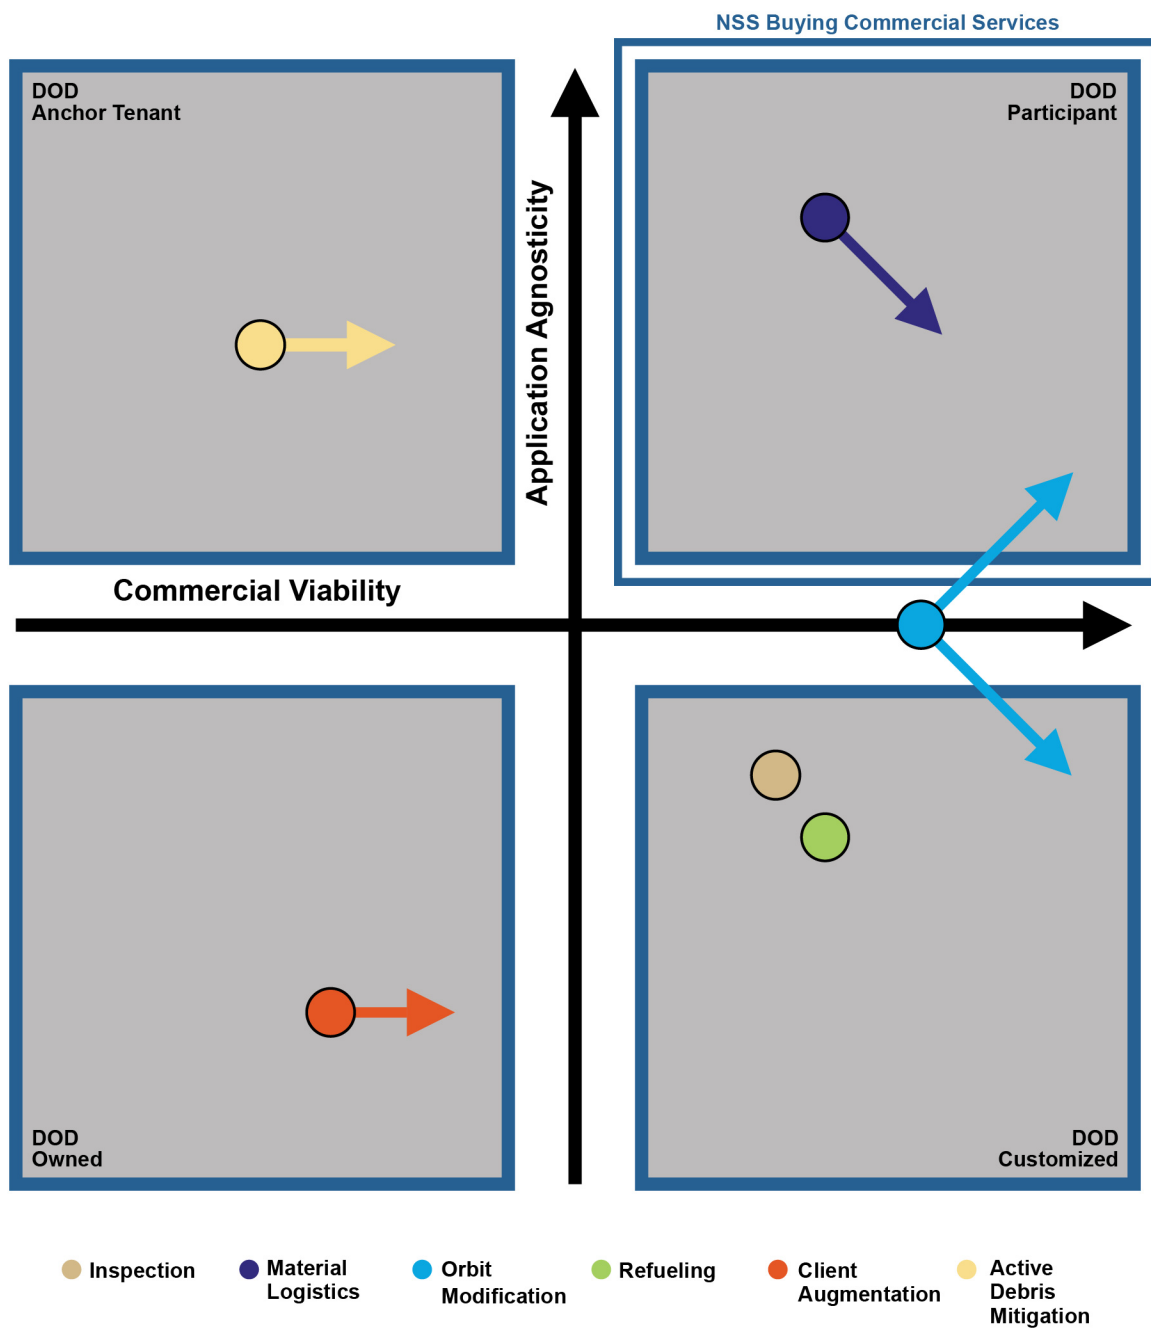 NSS Buying Commercial Services
DOD
Anchor Tenant
DOD
Participant
Application Agnosticity
Commercial Viability
DOD
Owned
DOD
Customized
Inspection
Material
Logistics
Orbit
Modification
Refueling
Client
Augmentation
Active
Debris
Mitigation